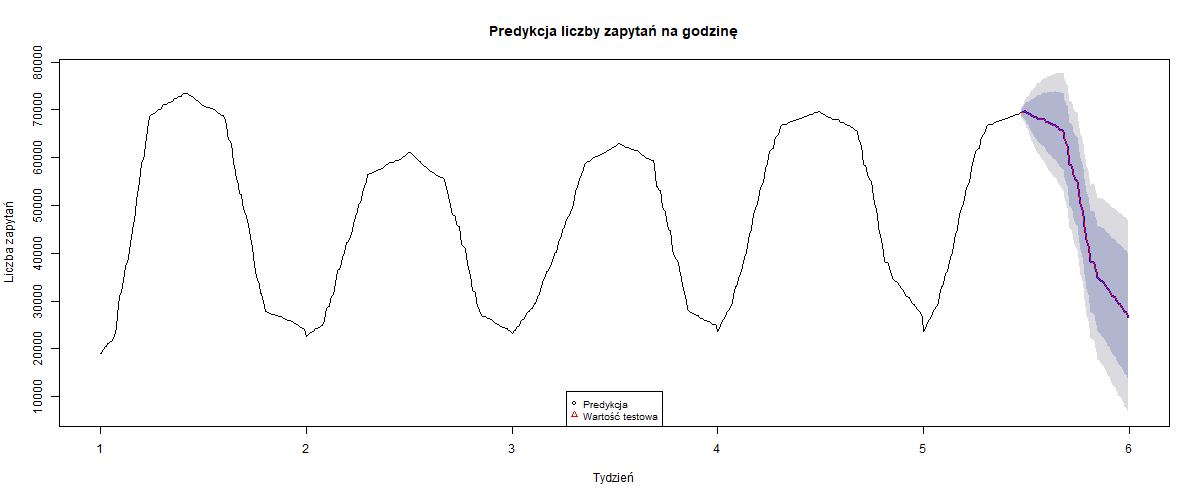 Predykcja liczby zapytań na godzinę
Liczba zapytań
80000
70000
60000
50000
40000
30000
20000
10000
Predykcja
Wartość testowa
1 2 3 4 5 6
Tydzień